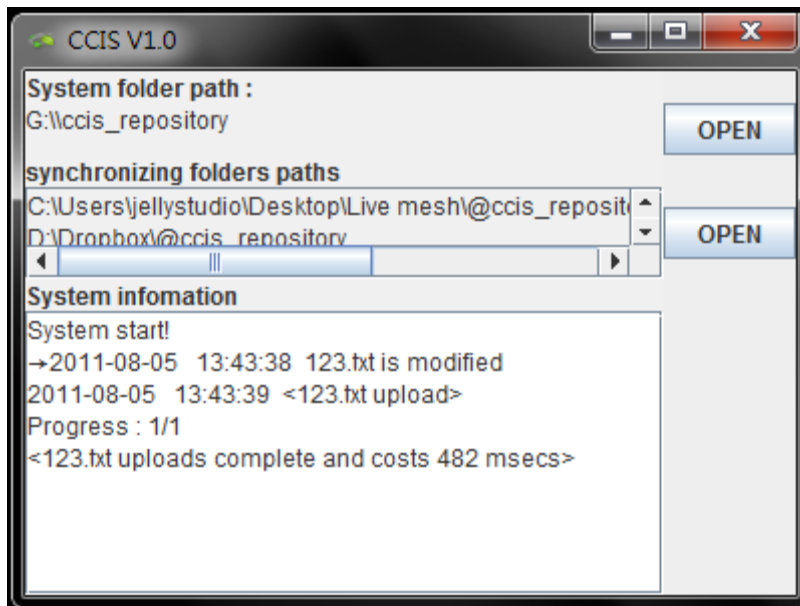 CCIS V1.0
System folder path :
G:\\ccis_repository
OPEN
synchronizing folders paths
C:\Users\jellystudio\Desktop\Live mesh\@ccis_reposito
D:\Dropbox\@ccis_repository
OPEN
System infomation
System start!
→2011-08-05 13:43:38 123.txt is modified
2011-08-05 13:43:39 <123.txt upload>
Progress : 1/1
<123.txt uploads complete and costs 482 msecs>